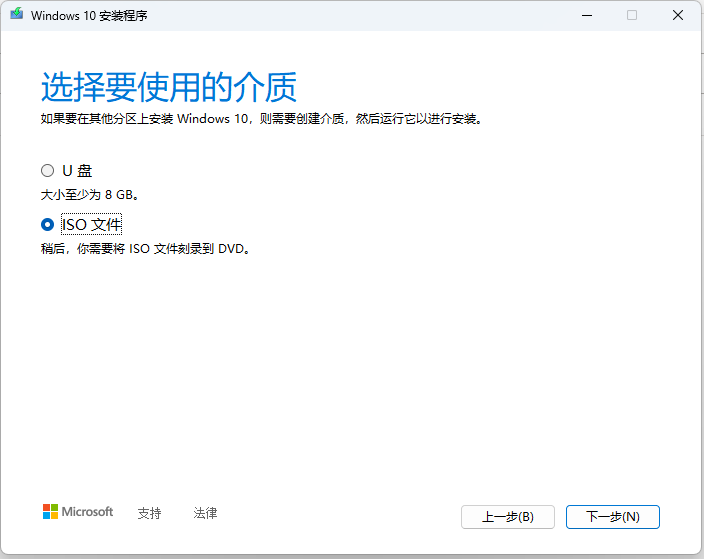 Windows 10 安装程序
选择要使用的介质
如果要在其他分区上安装 Windows 10，则需要创建介质，然后运行它以进行安装。
U 盘
大小至少为 8 GB。
ISO 文件
稍后，你需要将 ISO 文件刻录到 DVD。
Microsoft 支持 法律 上一步(B) 下一步(N)